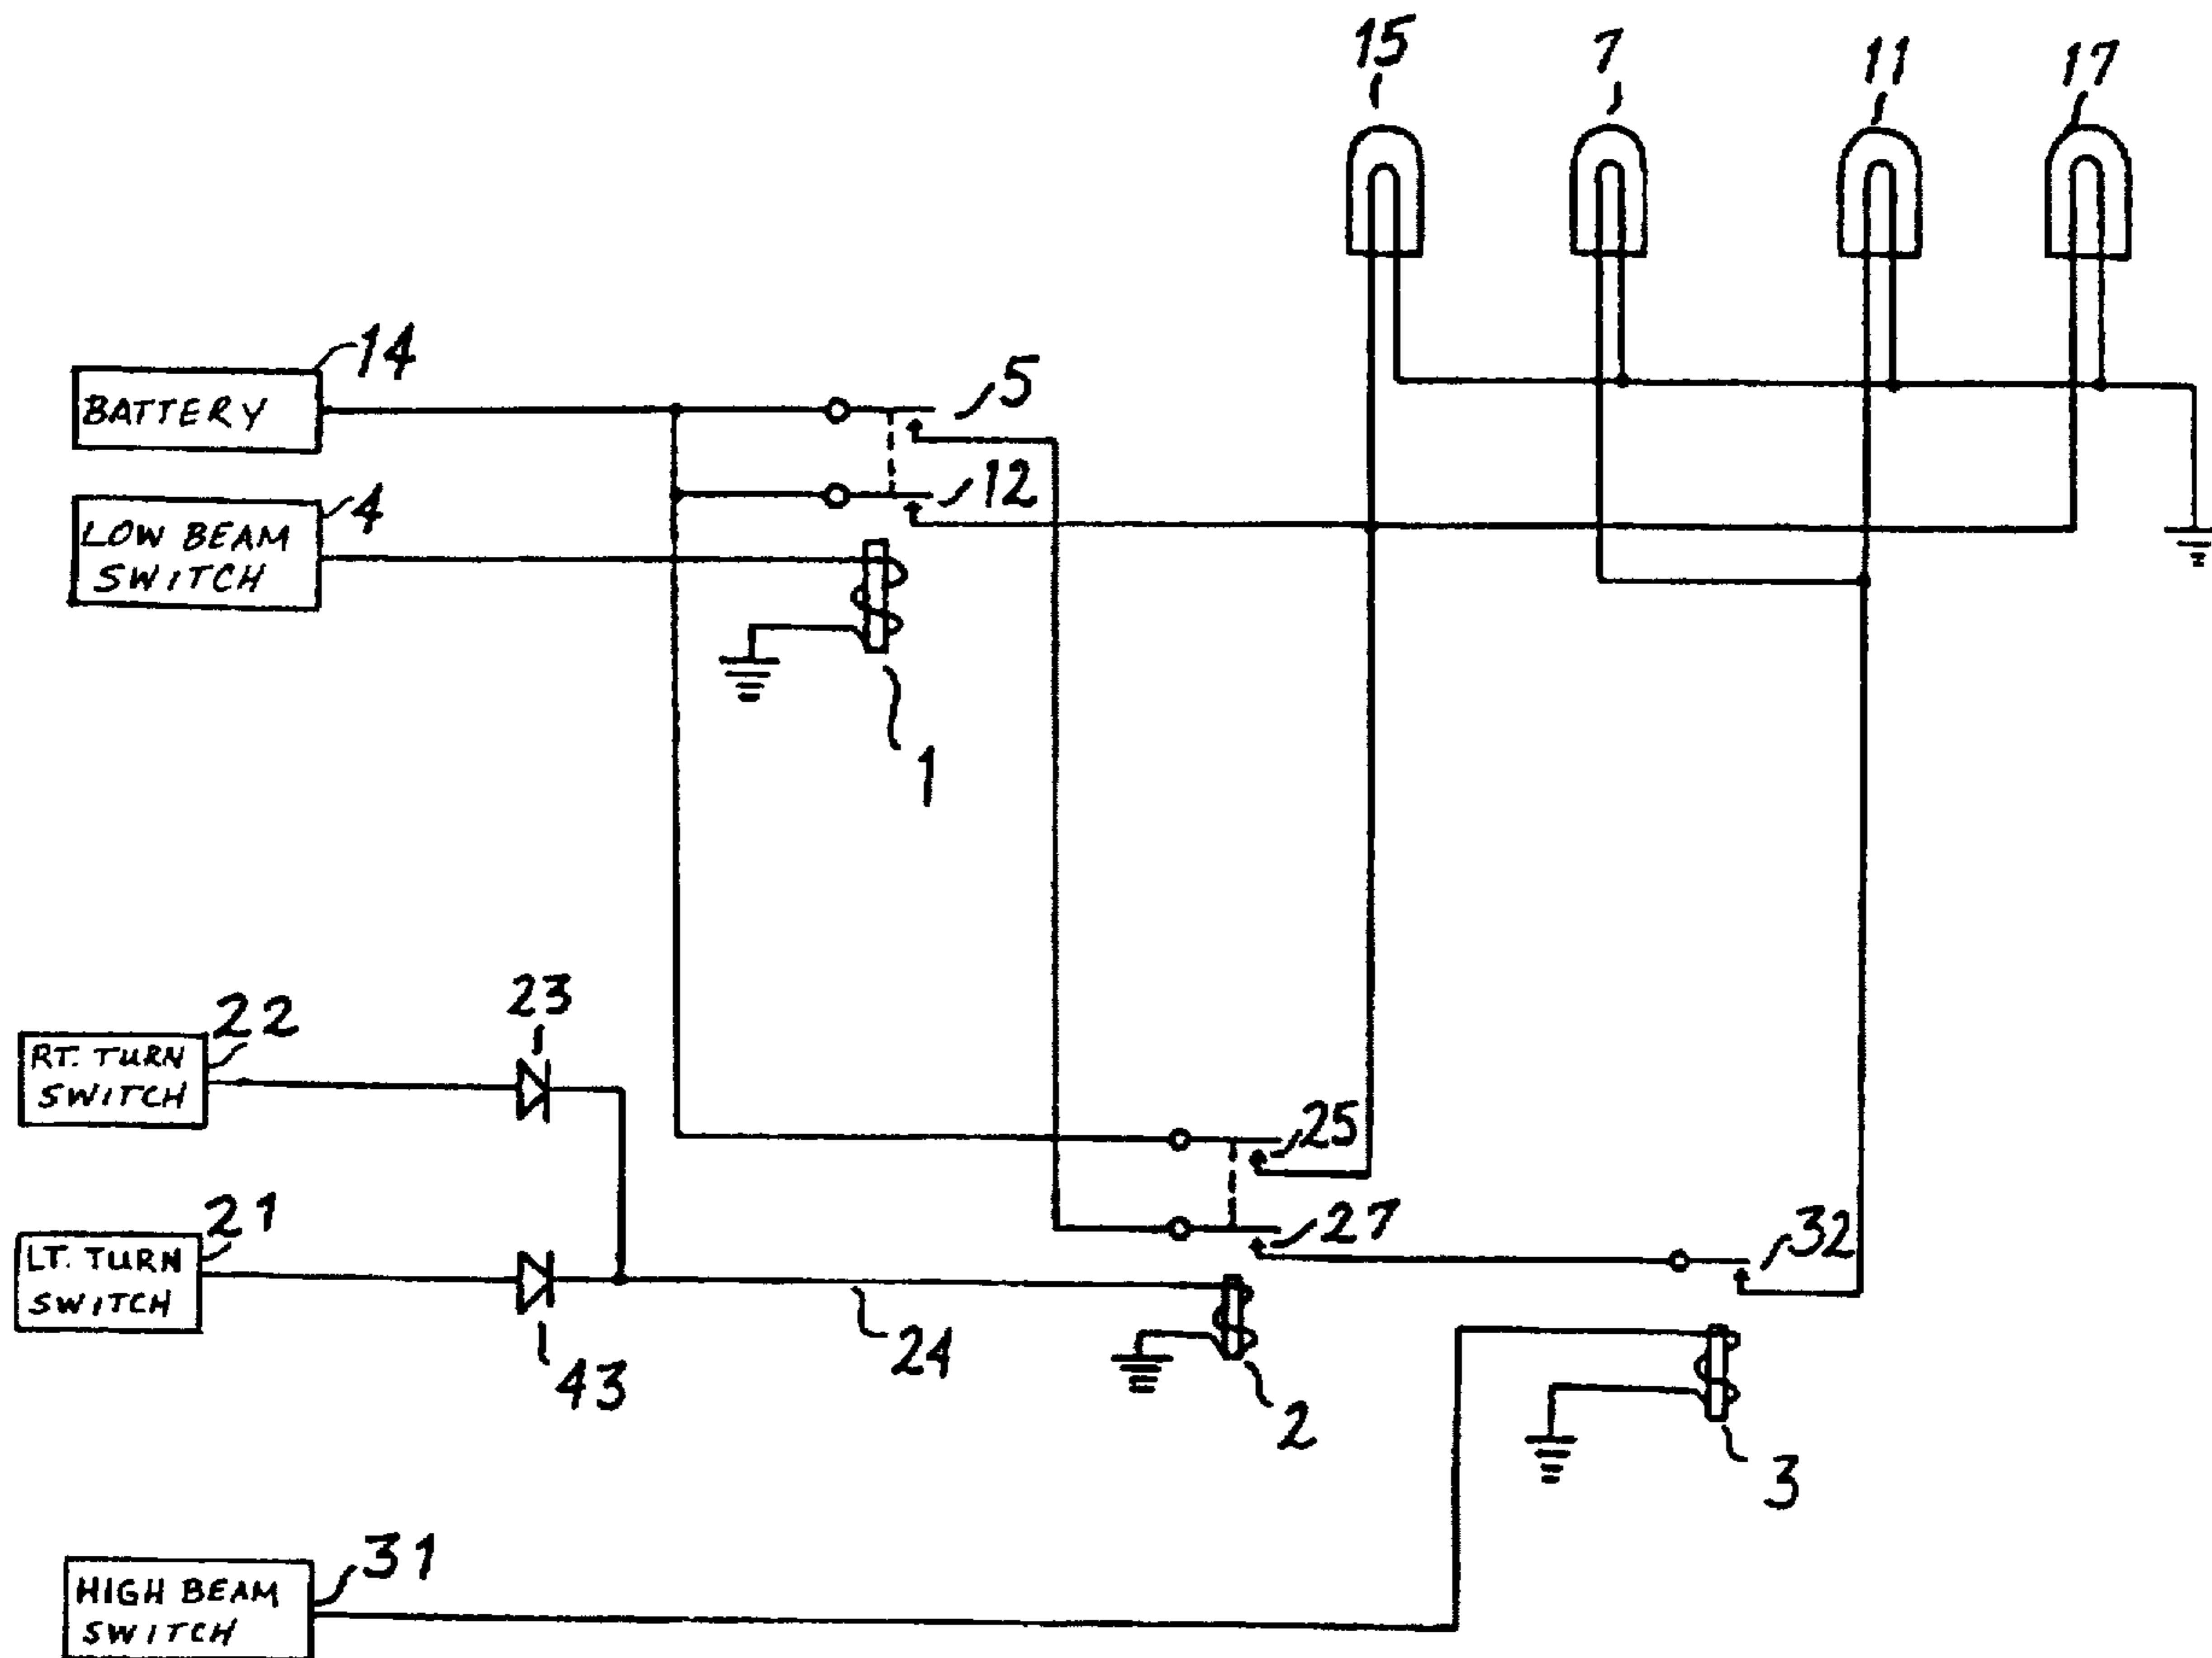 15
7
11
17
14
BATTERY
5
4
LOW BEAM
SWITCH
12
1
23
22
RT. TURN
SWITCH
25
21
LT. TURN
SWITCH
27
32
24
43
2
3
31
HIGH BEAM
SWITCH